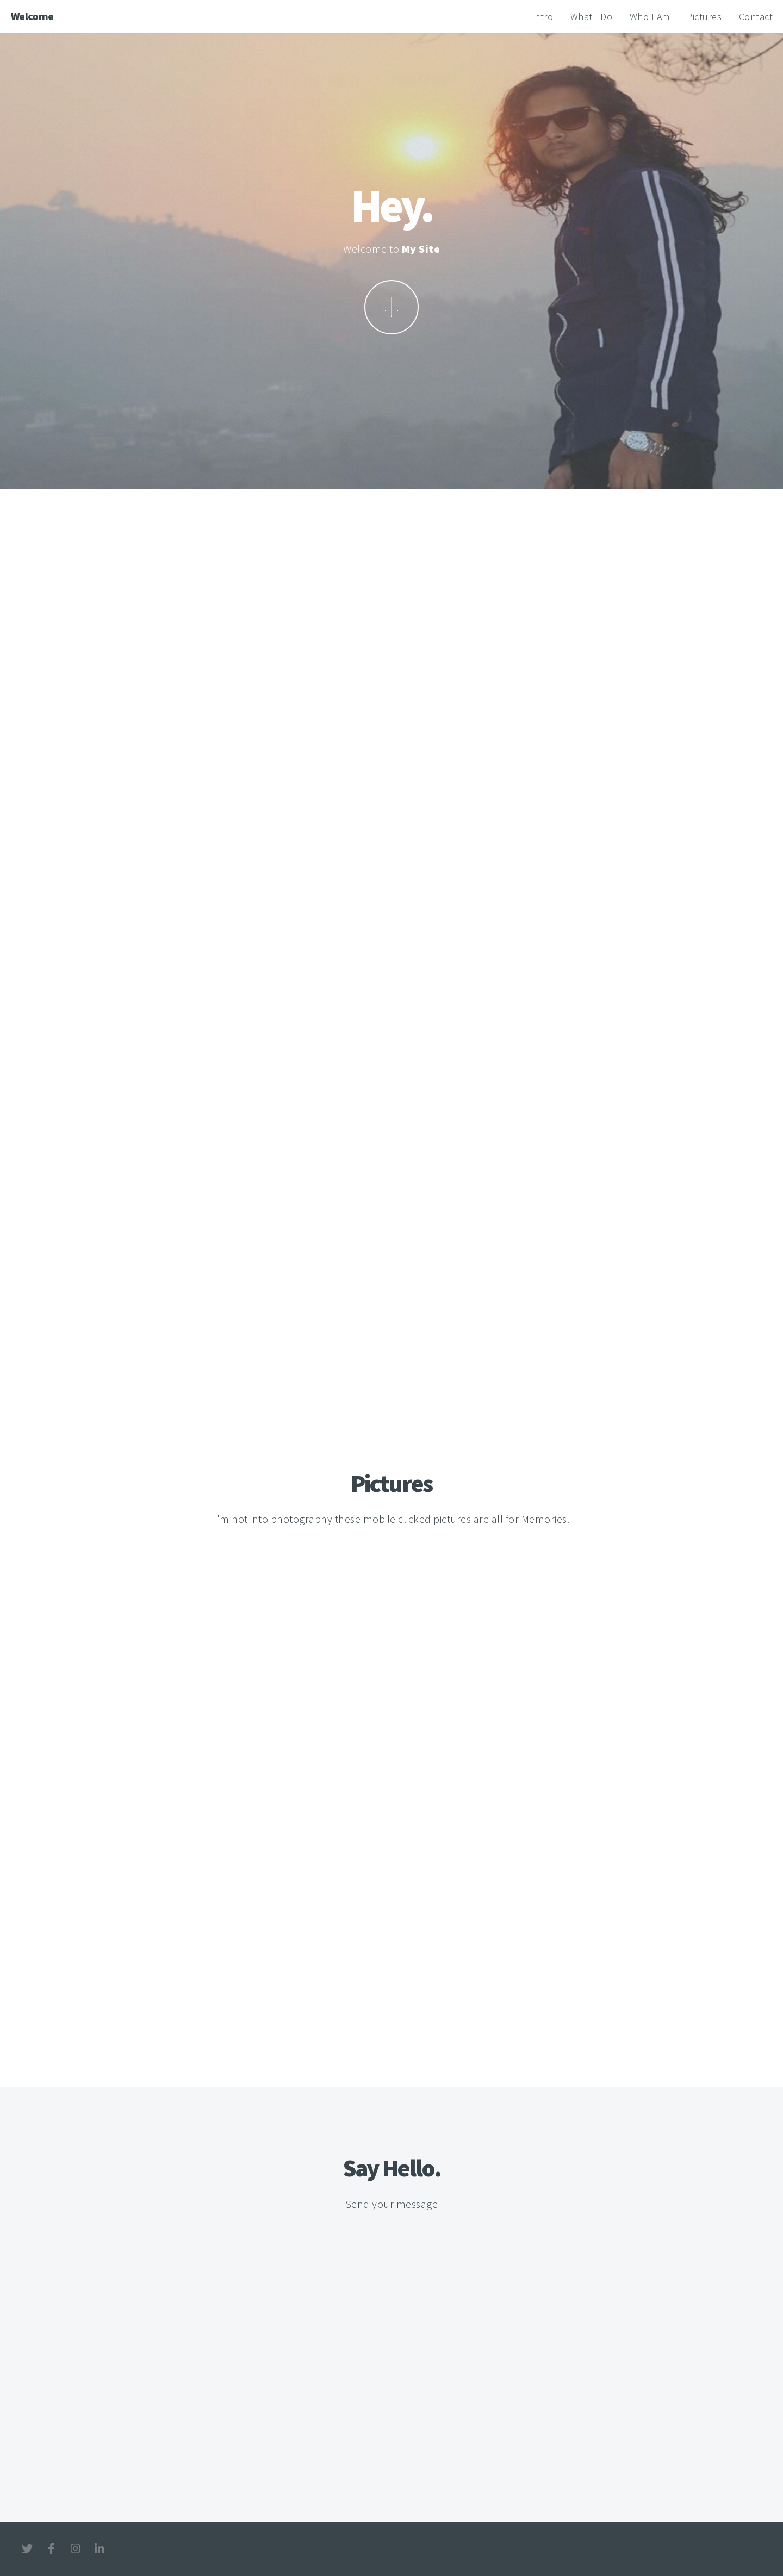 Welcome
Intro What I Do Who I Am Pictures Contact
Hey.
Welcome to My Site
Pictures
I'm not into photography these mobile clicked pictures are all for Memories.
Say Hello.
Send your message